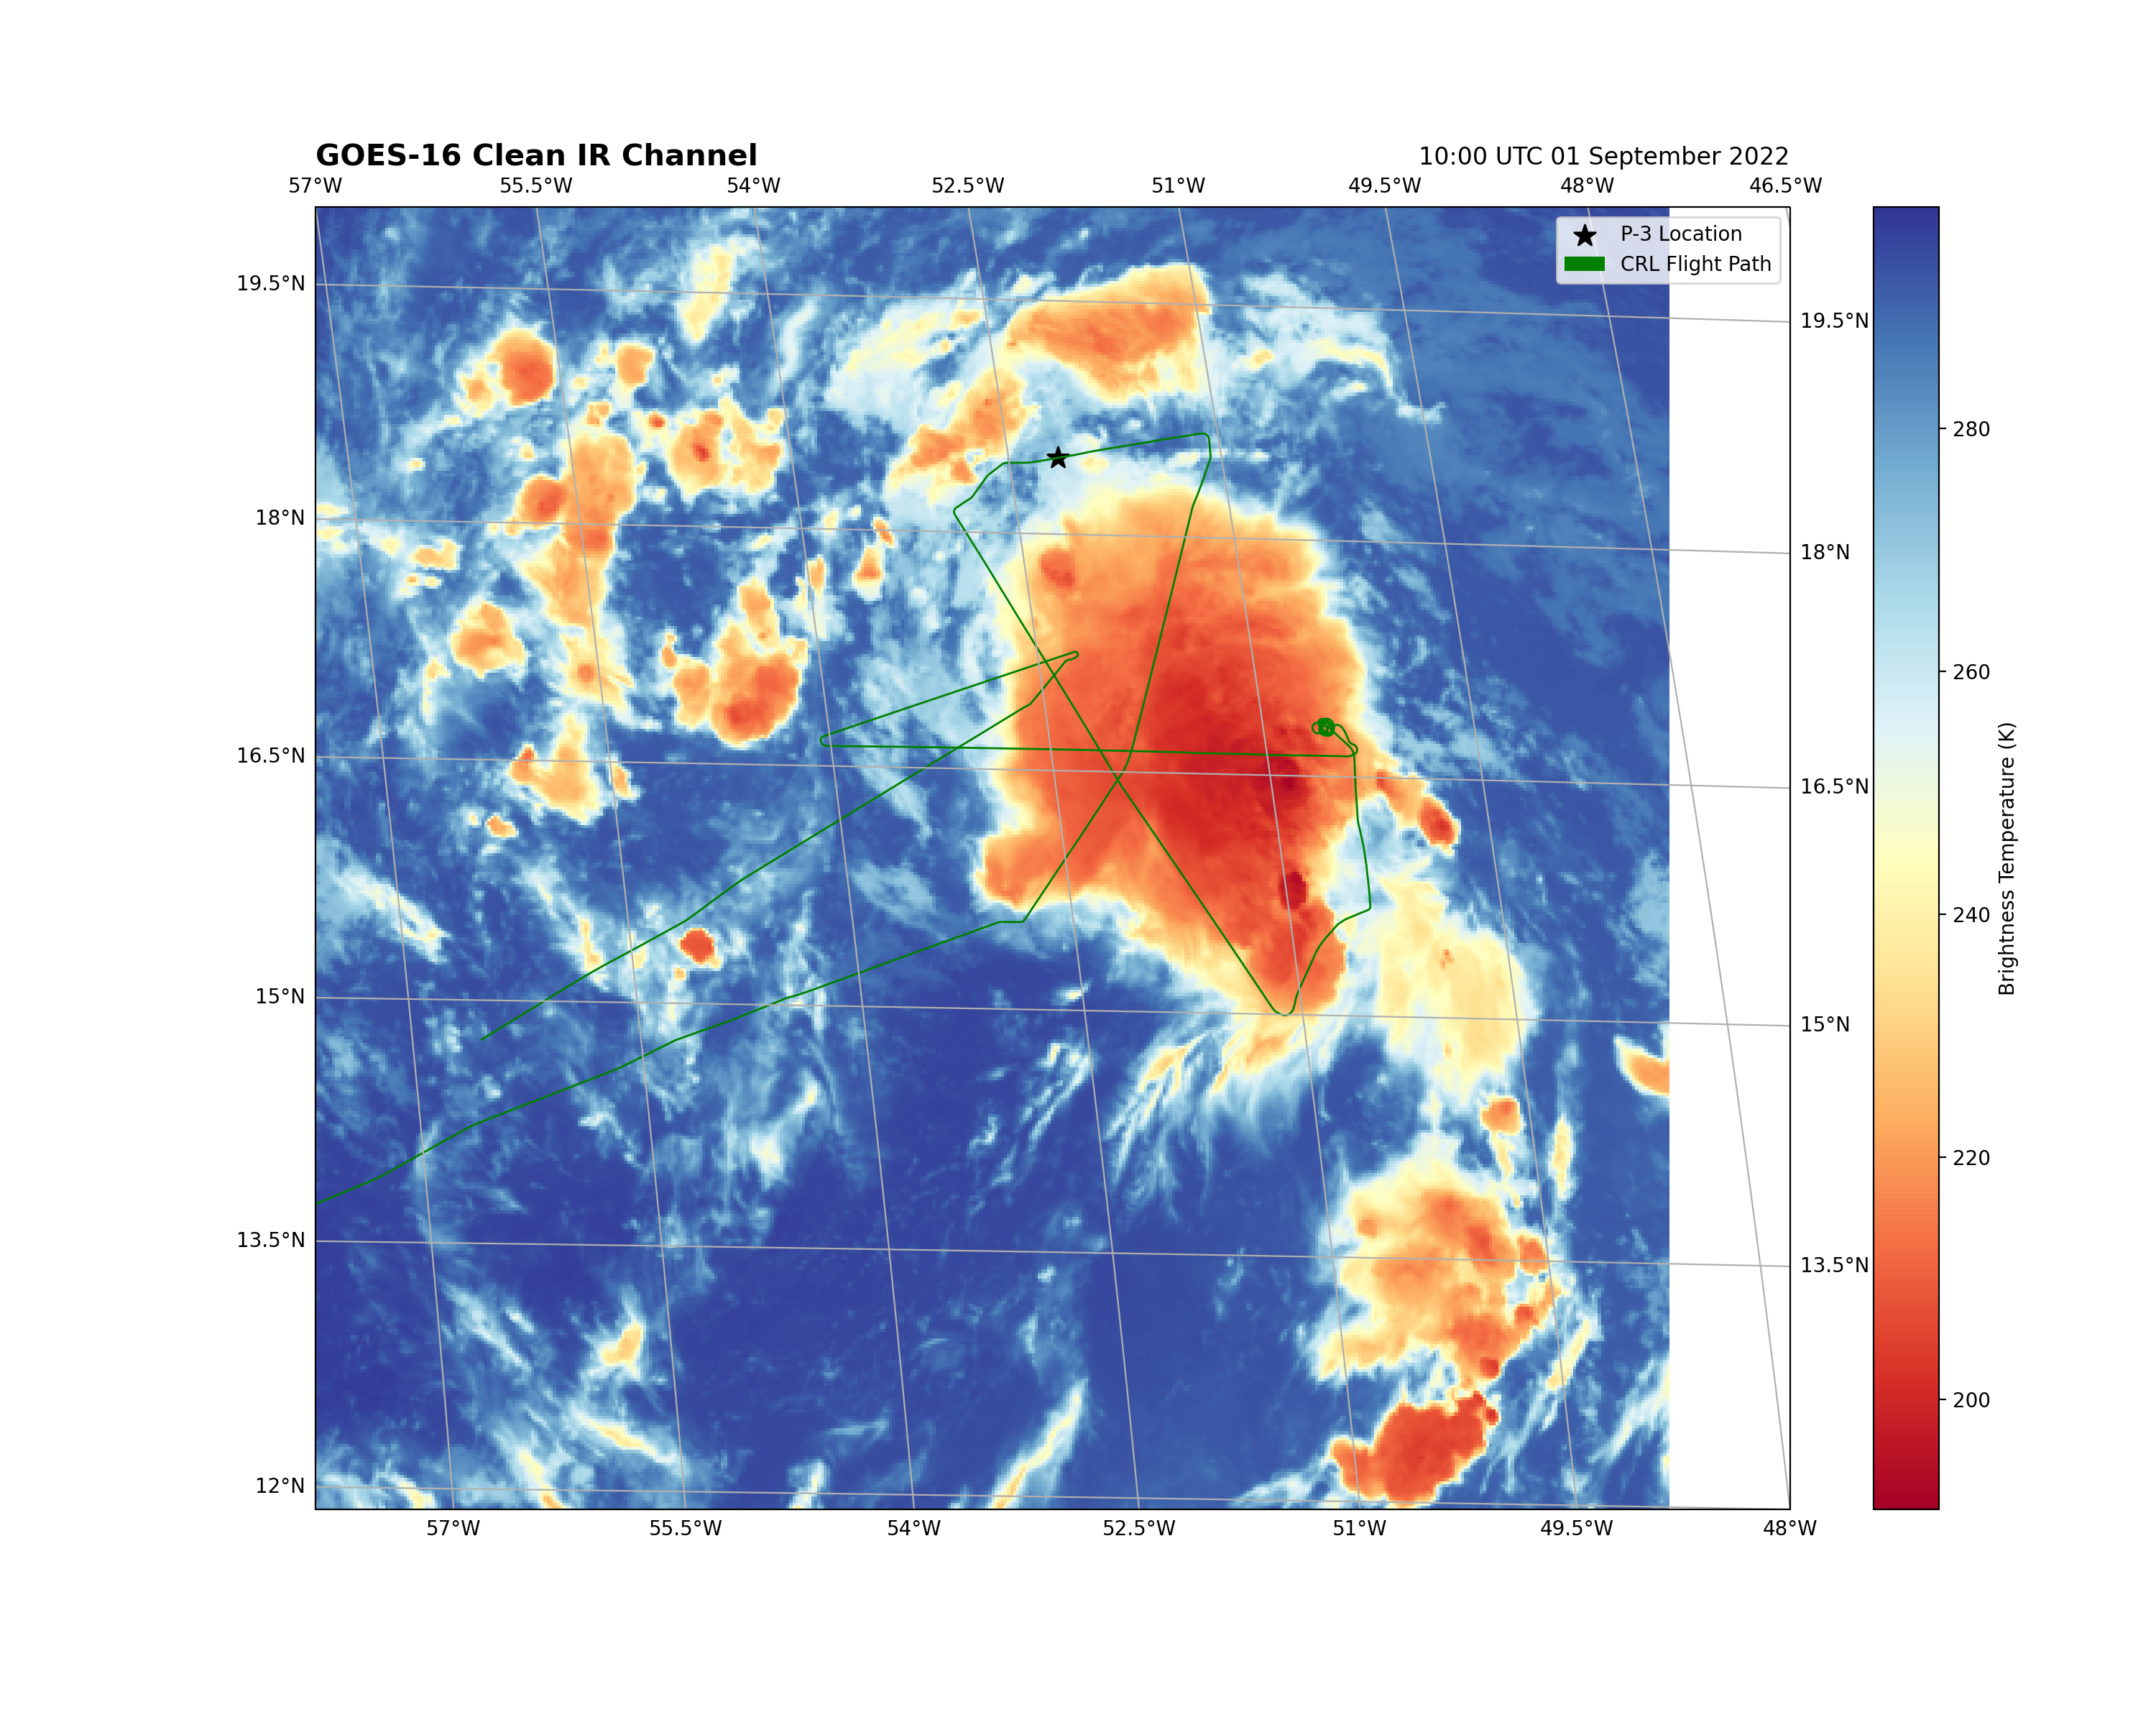 GOES-16 Clean IR Channel
10:00 UTC 01 September 2022
57°W 55.5°W 54°W 52.5°W 51°W 49.5°W 48°W 46.5°W
P-3 Location
CRL Flight Path
19.5°N
19.5°N
18°N
18°N
16.5°N
16.5°N
15°N
15°N
13.5°N
13.5°N
12°N
57°W 55.5°W 54°W 52.5°W 51°W 49.5°W 48°W
280
260
240
220
200
Brightness Temperature (K)